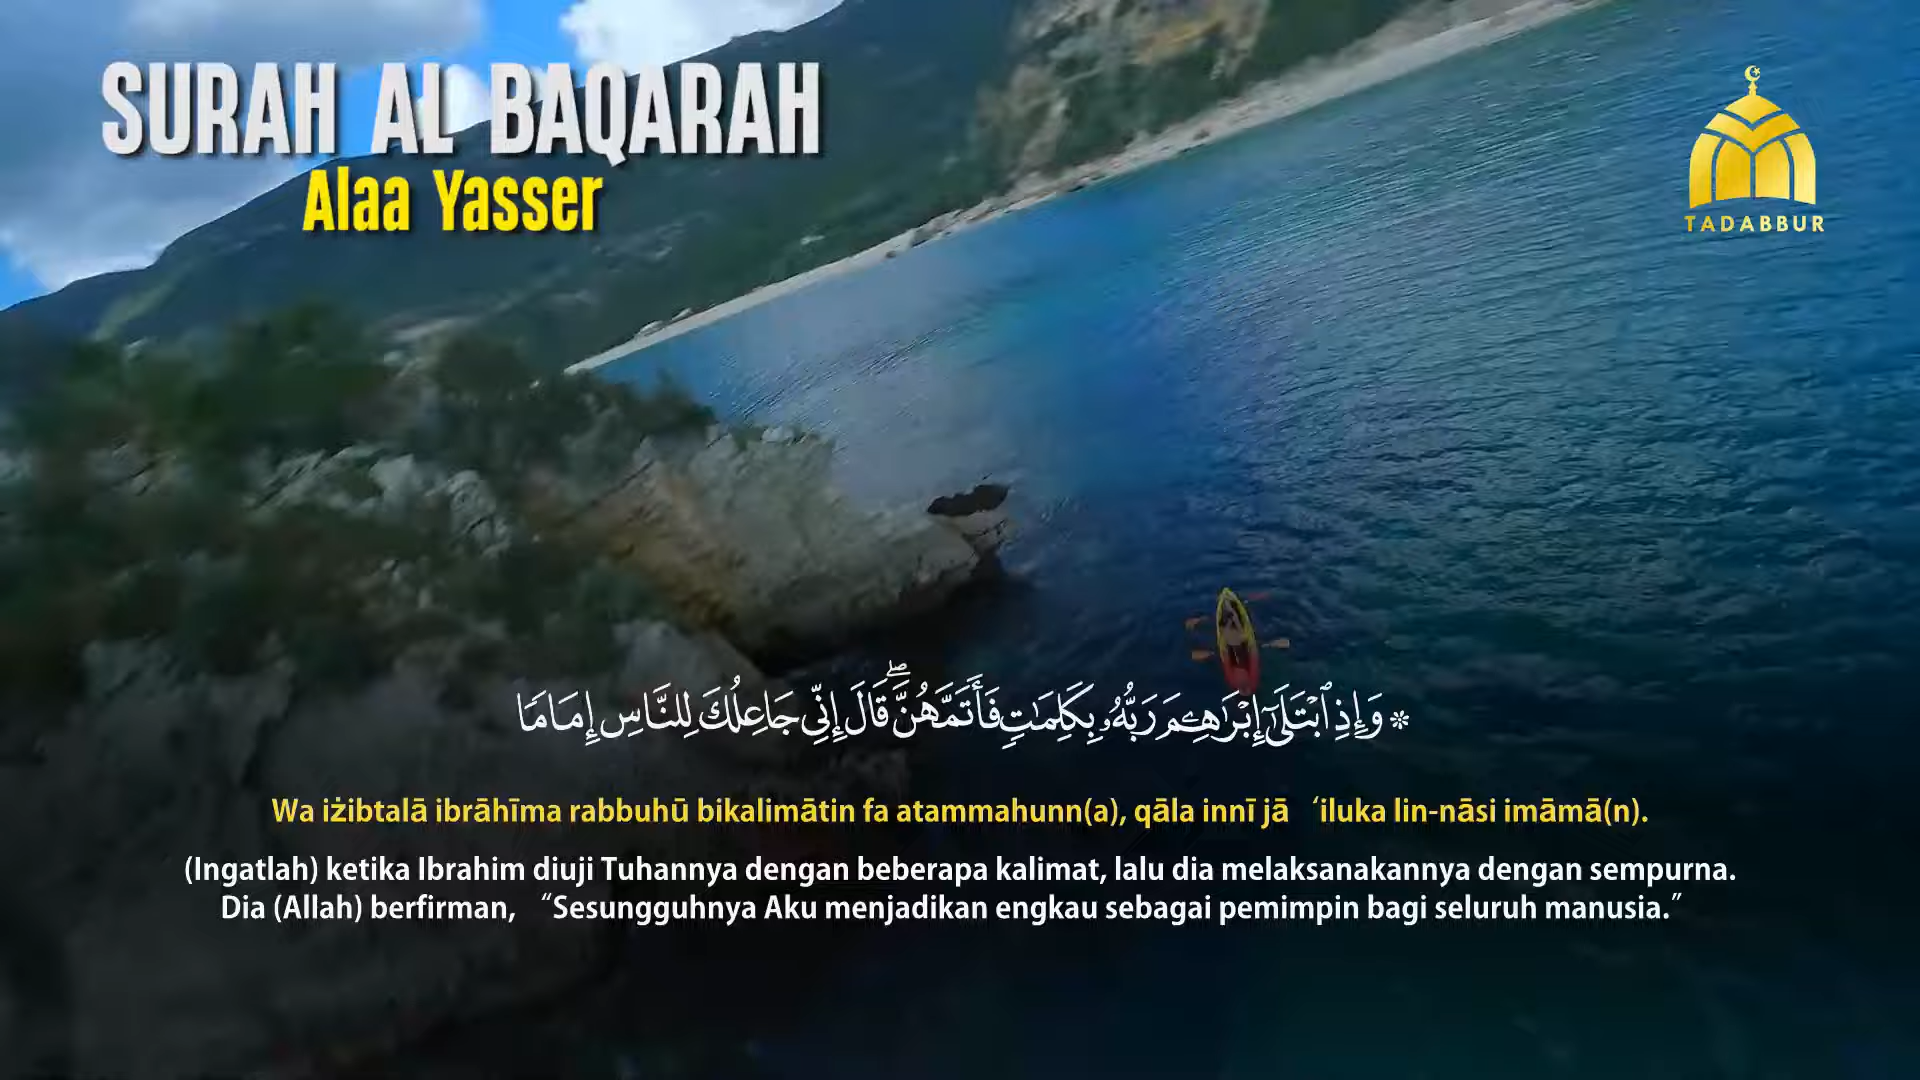 SURAH AL BAQARAH
Alaa Yasser
TADABBUR
۞ وَإِذِ ٱبْتَلَىٰٓ إِبْرَٰهِـۧمَ رَبُّهُۥ بِكَلِمَٰتٍ فَأَتَمَّهُنَّۖ قَالَ إِنِّى جَاعِلُكَ لِلنَّاسِ إِمَامًا
Wa iżibtalā ibrāhīma rabbuhū bikalimātin fa atammahunn(a), qāla innī jā ‘iluka lin-nāsi imāmā(n).
(Ingatlah) ketika Ibrahim diuji Tuhannya dengan beberapa kalimat, lalu dia melaksanakannya dengan sempurna.
Dia (Allah) berfirman, “Sesungguhnya Aku menjadikan engkau sebagai pemimpin bagi seluruh manusia.”